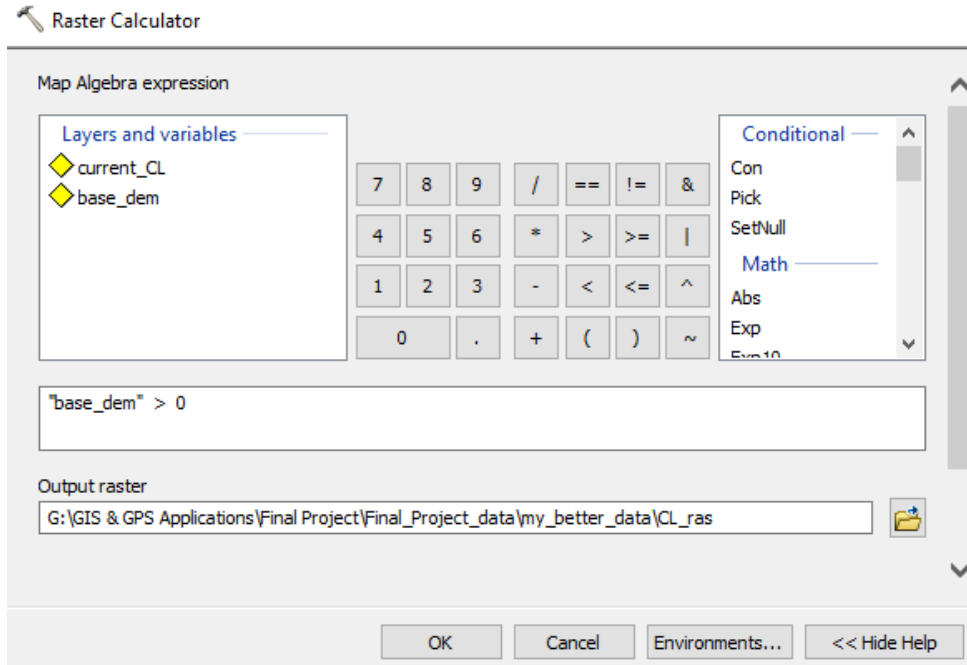 Raster Calculator
Map Algebra expression
Layers and variables
current_CL
base_dem
7 8 9 / == != &
4 5 6 * > >= |
1 2 3 - < <= ^
0 . + ( ) ~
Conditional
Con
Pick
SetNull
Math
Abs
Exp
Exp10
"base_dem" > 0
Output raster
G:\GIS & GPS Applications\Final Project\Final_Project_data\my_better_data\CL_ras
OK Cancel Environments... << Hide Help